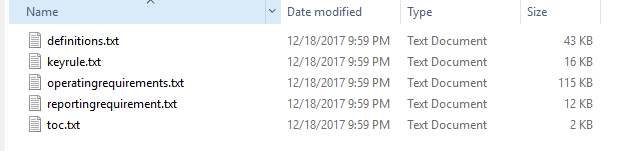 Name Date modified Type Size
definitions.txt 12/18/2017 9:59 PM Text Document 43 KB
keyrule.txt 12/18/2017 9:59 PM Text Document 16 KB
operatingrequirements.txt 12/18/2017 9:59 PM Text Document 115 KB
reportingrequirement.txt 12/18/2017 9:59 PM Text Document 12 KB
toc.txt 12/18/2017 9:59 PM Text Document 2 KB